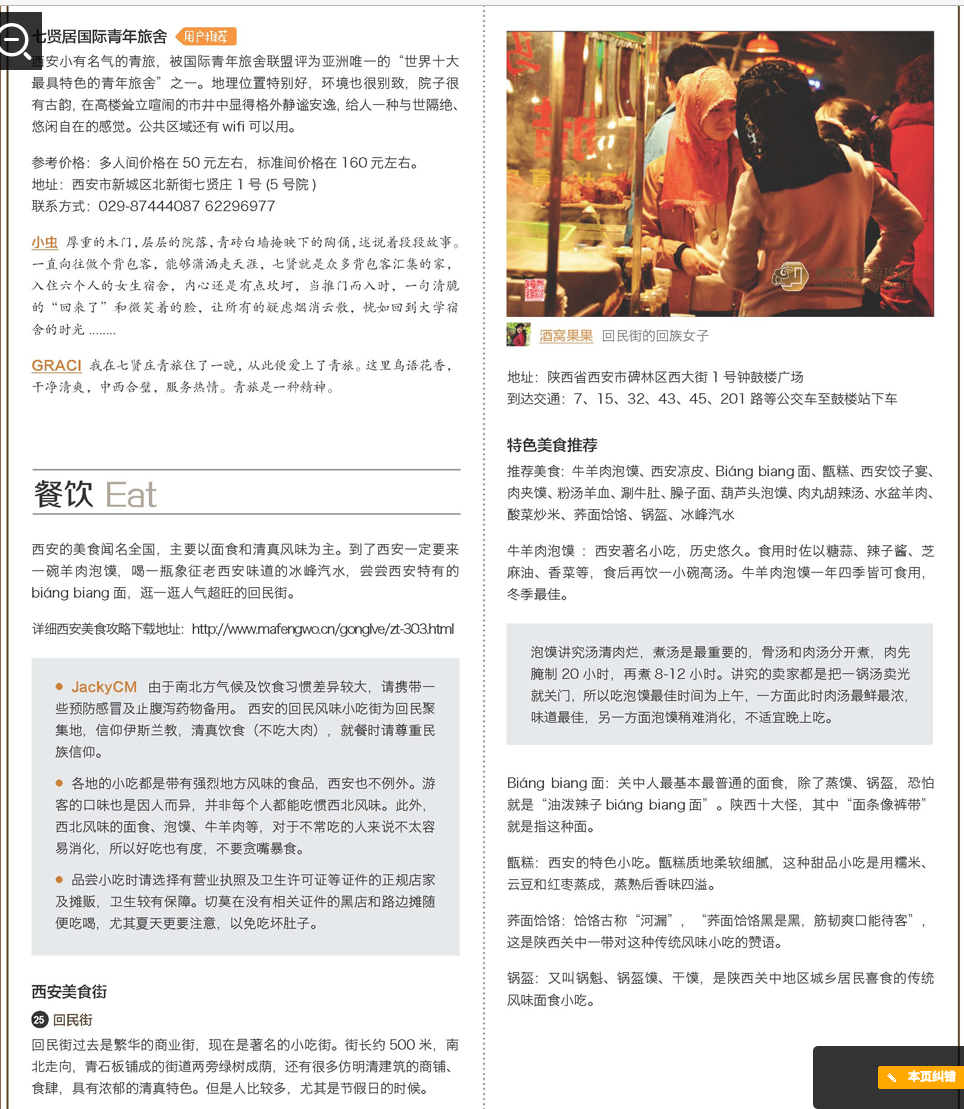 七贤居国际青年旅舍 用户推荐
西安小有名气的青旅，被国际青年旅舍联盟评为亚洲唯一的“世界十大
最具特色的青年旅舍”之一。地理位置特别好，环境也很别致，院子很
有古韵, 在高楼耸立喧闹的市井中显得格外静谧安逸, 给人一种与世隔绝、
悠闲自在的感觉。公共区域还有 wifi 可以用。
参考价格：多人间价格在 50 元左右，标准间价格在 160 元左右。
地址：西安市新城区北新街七贤庄 1 号 (5 号院 )
联系方式：029-87444087 62296977
小虫 厚重的木门, 层层的院落, 青砖白墙掩映下的陶俑, 述说着段段故事。
一直向往做个背包客，能够潇洒走天涯，七贤就是众多背包客汇集的家，
入住六个人的女生宿舍，内心还是有点坎坷，当推门而入时，一句清脆
的“回来了”和微笑着的脸，让所有的疑虑烟消云散，恍如回到大学宿
舍的时光 ........
GRACI 我在七贤庄青旅住了一晚，从此便爱上了青旅。这里鸟语花香，
干净清爽，中西合璧，服务热情。青旅是一种精神。
餐饮 Eat
西安的美食闻名全国，主要以面食和清真风味为主。到了西安一定要来
一碗羊肉泡馍，喝一瓶象征老西安味道的冰峰汽水，尝尝西安特有的
biáng biang 面，逛一逛人气超旺的回民街。
详细西安美食攻略下载地址：http://www.mafengwo.cn/gonglve/zt-303.html
JackyCM 由于南北方气候及饮食习惯差异较大，请携带一
些预防感冒及止腹泻药物备用。 西安的回民风味小吃街为回民聚
集地，信仰伊斯兰教，清真饮食（不吃大肉），就餐时请尊重民
族信仰。
各地的小吃都是带有强烈地方风味的食品，西安也不例外。游
客的口味也是因人而异，并非每个人都能吃惯西北风味。此外，
西北风味的面食、泡馍、牛羊肉等，对于不常吃的人来说不太容
易消化，所以好吃也有度，不要贪嘴暴食。
品尝小吃时请选择有营业执照及卫生许可证等证件的正规店家
及摊贩，卫生较有保障。切莫在没有相关证件的黑店和路边摊随
便吃喝，尤其夏天更要注意，以免吃坏肚子。
西安美食街
25 回民街
回民街过去是繁华的商业街，现在是著名的小吃街。街长约 500 米，南
北走向，青石板铺成的街道两旁绿树成荫，还有很多仿明清建筑的商铺、
食肆，具有浓郁的清真特色。但是人比较多，尤其是节假日的时候。
酒窝果果 回民街的回族女子
地址：陕西省西安市碑林区西大街 1 号钟鼓楼广场
到达交通：7、15、32、43、45、201 路等公交车至鼓楼站下车
特色美食推荐
推荐美食：牛羊肉泡馍、西安凉皮、Biáng biang 面、甑糕、西安饺子宴、
肉夹馍、粉汤羊血、涮牛肚、臊子面、葫芦头泡馍、肉丸胡辣汤、水盆羊肉、
酸菜炒米、荞面饸饹、锅盔、冰峰汽水
牛羊肉泡馍 ：西安著名小吃，历史悠久。食用时佐以糖蒜、辣子酱、芝
麻油、香菜等，食后再饮一小碗高汤。牛羊肉泡馍一年四季皆可食用，
冬季最佳。
泡馍讲究汤清肉烂，煮汤是最重要的，骨汤和肉汤分开煮，肉先
腌制 20 小时，再煮 8-12 小时。讲究的卖家都是把一锅汤卖光
就关门，所以吃泡馍最佳时间为上午，一方面此时肉汤最鲜最浓，
味道最佳，另一方面泡馍稍难消化，不适宜晚上吃。
Biáng biang 面：关中人最基本最普通的面食，除了蒸馍、锅盔，恐怕
就是“油泼辣子 biáng biang 面”。陕西十大怪，其中“面条像裤带”
就是指这种面。
甑糕：西安的特色小吃。甑糕质地柔软细腻，这种甜品小吃是用糯米、
云豆和红枣蒸成，蒸熟后香味四溢。
荞面饸饹：饸饹古称“河漏”，“荞面饸饹黑是黑，筋韧爽口能待客”，
这是陕西关中一带对这种传统风味小吃的赞语。
锅盔：又叫锅魁、锅盔馍、干馍，是陕西关中地区城乡居民喜食的传统
风味面食小吃。
本页纠错